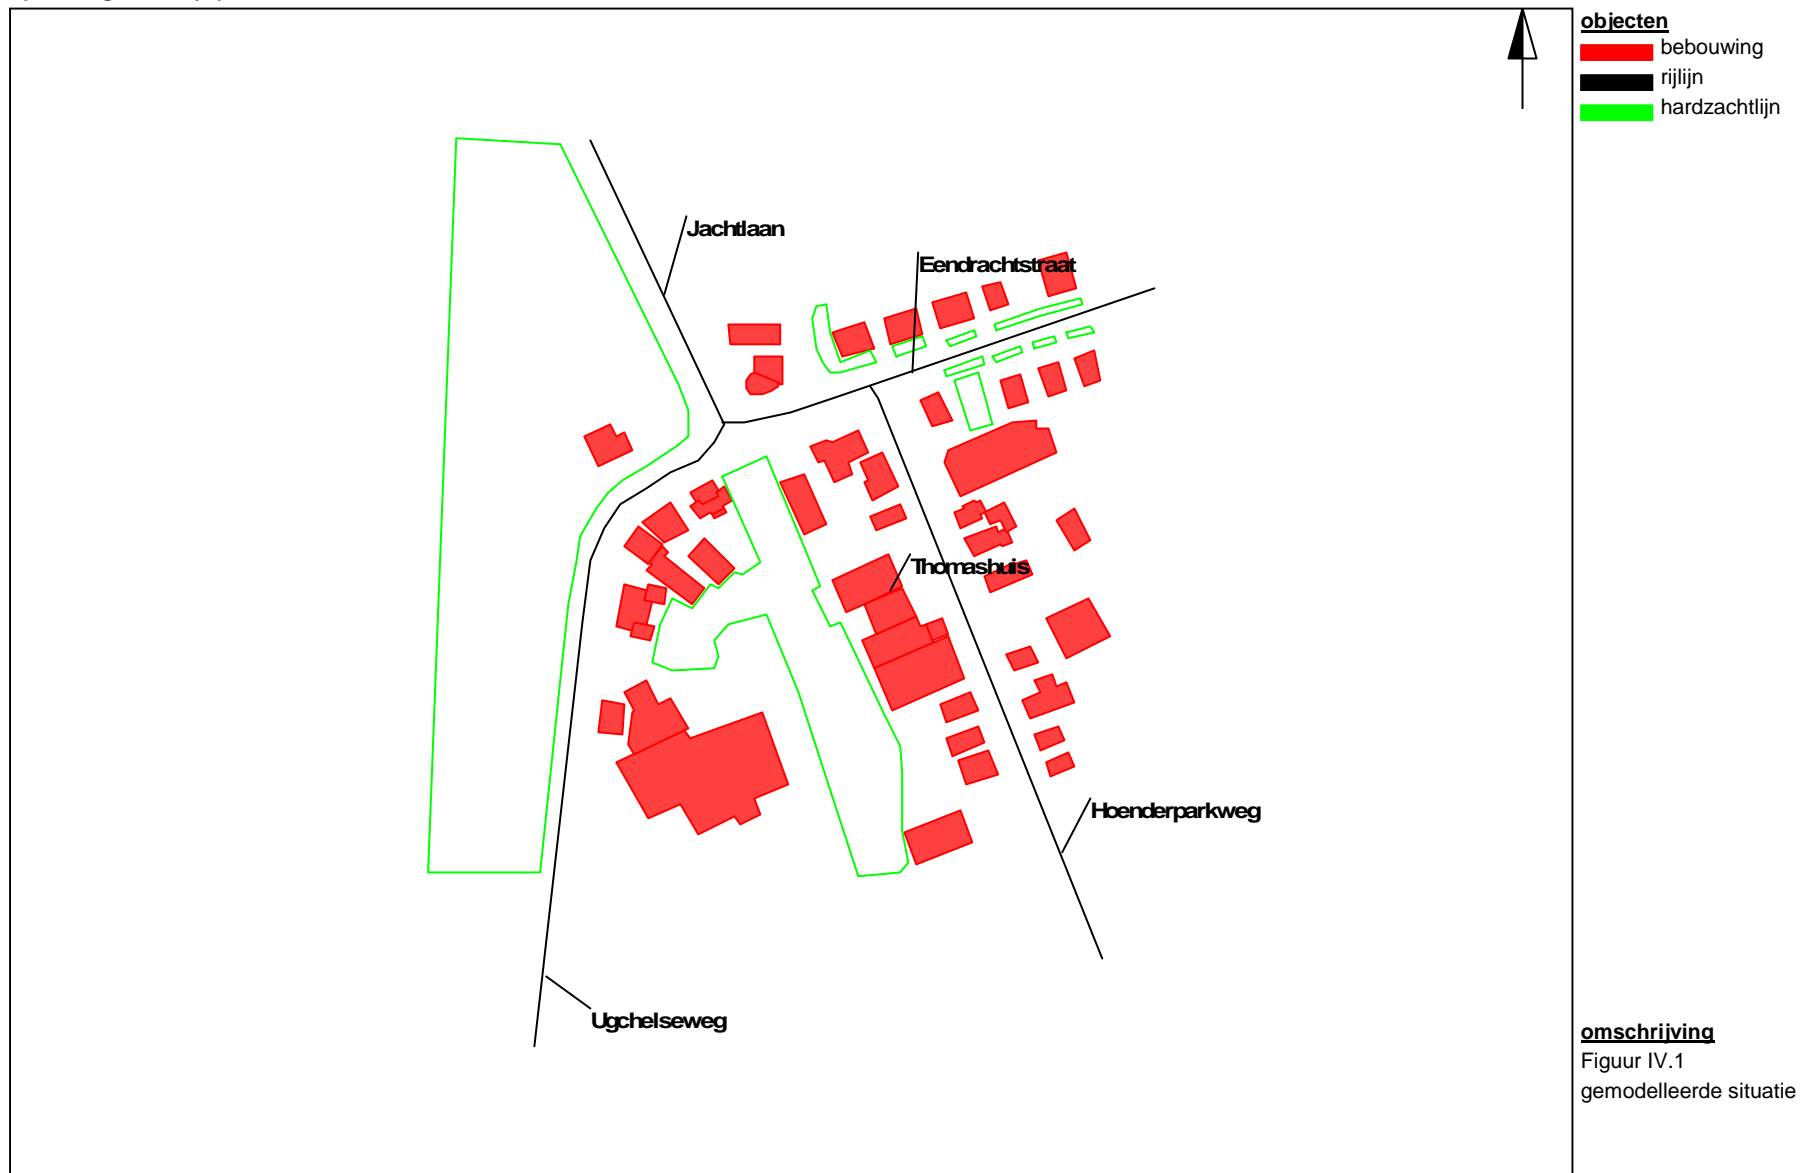 objecten
bebouwing
rijlijn
hardzachtlijn
Jachtlaan
Eendrachtstraat
Thomashuis
Hoenderparkweg
Ugchelseweg
omschrijving
Figuur IV.1
gemodelleerde situatie